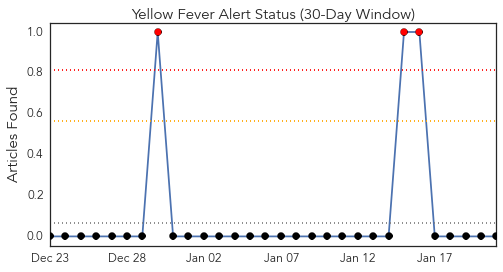 Yellow Fever Alert Status (30-Day Window)
Articles Found
1.0
0.8
0.6
0.4
0.2
0.0
Dec 23 Dec 28 Jan 02 Jan 07 Jan 12 Jan 17